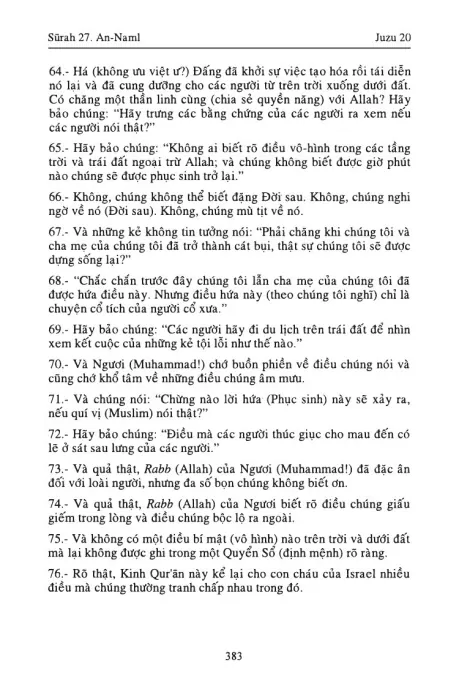 Sūrah 27. An-Naml
Juzu 20
64.- Há (không ưu việt ư?) Đấng đã khởi sự việc tạo hóa rồi tái diễn
nó lại và đã cung dưỡng cho các người từ trên trời xuống dưới đất.
Có chăng một thần linh cùng (chia sẻ quyền năng) với Allah? Hãy
bảo chúng: “Hãy trưng các bằng chứng của các người ra xem nếu
các người nói thật?”
65.- Hãy bảo chúng: “Không ai biết rõ điều vô-hình trong các tầng
trời và trái đất ngoại trừ Allah; và chúng không biết được giờ phút
nào chúng sẽ được phục sinh trở lại.”
66.- Không, chúng không thể biết đặng Đời sau. Không, chúng nghi
ngờ về nó (Đời sau). Không, chúng mù tịt về nó.
67.- Và những kẻ không tin tưởng nói: “Phải chăng khi chúng tôi và
cha mẹ của chúng tôi đã trở thành cát bụi, thật sự chúng tôi sẽ được
dựng sống lại?”
68.- “Chắc chắn trước đây chúng tôi lẫn cha mẹ của chúng tôi đã
được hứa điều này. Nhưng điều hứa này (theo chúng tôi nghĩ) chỉ là
chuyện cổ tích của người cổ xưa.”
69.- Hãy bảo chúng: “Các người hãy đi du lịch trên trái đất để nhìn
xem kết cuộc của những kẻ tội lỗi như thế nào.”
70.- Và Ngươi (Muhammad!) chớ buồn phiền về điều chúng nói và
cũng chớ khổ tâm về những điều chúng âm mưu.
71.- Và chúng nói: “Chừng nào lời hứa (Phục sinh) này sẽ xảy ra,
nếu quí vị (Muslim) nói thật?”
72.- Hãy bảo chúng: “Điều mà các người thúc giục cho mau đến có
lẽ ở sát sau lưng của các người.”
73.- Và quả thật, Rabb (Allah) của Ngươi (Muhammad!) đã đặc ân
đối với loài người, nhưng đa số bọn chúng không biết ơn.
74.- Và quả thật, Rabb (Allah) của Ngươi biết rõ điều chúng giấu
giếm trong lòng và điều chúng bộc lộ ra ngoài.
75.- Và không có một điều bí mật (vô hình) nào trên trời và dưới đất
mà lại không được ghi trong một Quyển Sổ (định mệnh) rõ ràng.
76.- Rõ thật, Kinh Qur'ān này kể lại cho con cháu của Israel nhiều
điều mà chúng thường tranh chấp nhau trong đó.
383